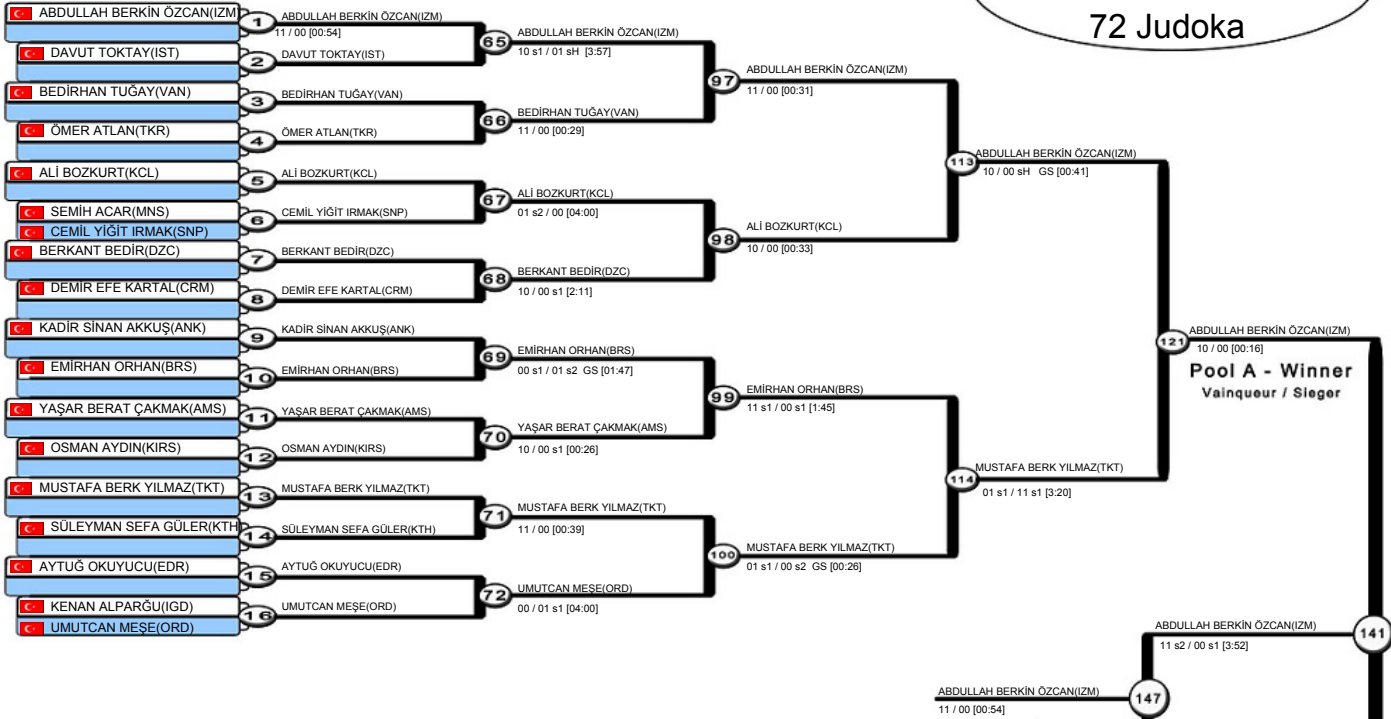 72 Judoka
ABDULLAH BERKİN ÖZCAN(IZM)
DAVUT TOKTAY(IST)
BEDİRHAN TUĞAY(VAN)
ÖMER ATLAN(TKR)
ALİ BOZKURT(KCL)
SEMİH ACAR(MNS)
CEMİL YİĞİT IRMAK(SNP)
BERKANT BEDİR(DZC)
DEMİR EFE KARTAL(CRM)
KADİR SİNAN AKKUŞ(ANK)
EMİRHAN ORHAN(BRS)
YAŞAR BERAT ÇAKMAK(AMS)
OSMAN AYDIN(KIRS)
MUSTAFA BERK YILMAZ(TKT)
SÜLEYMAN SEFA GÜLER(KTH)
AYTUĞ OKUYUCU(EDR)
KENAN ALPARĞU(IGD)
UMUTCAN MEŞE(ORD)
1 ABDULLAH BERKİN ÖZCAN(IZM)
11 / 00 [00:54]
2 DAVUT TOKTAY(IST)
3 BEDİRHAN TUĞAY(VAN)
4 ÖMER ATLAN(TKR)
5 ALİ BOZKURT(KCL)
6 CEMİL YİĞİT IRMAK(SNP)
7 BERKANT BEDİR(DZC)
8 DEMİR EFE KARTAL(CRM)
9 KADİR SİNAN AKKUŞ(ANK)
10 EMİRHAN ORHAN(BRS)
11 YAŞAR BERAT ÇAKMAK(AMS)
12 OSMAN AYDIN(KIRS)
13 MUSTAFA BERK YILMAZ(TKT)
14 SÜLEYMAN SEFA GÜLER(KTH)
15 AYTUĞ OKUYUCU(EDR)
16 UMUTCAN MEŞE(ORD)
65 ABDULLAH BERKİN ÖZCAN(IZM)
10 s1 / 01 sH [3:57]
66 BEDİRHAN TUĞAY(VAN)
11 / 00 [00:29]
67 ALİ BOZKURT(KCL)
01 s2 / 00 [04:00]
68 BERKANT BEDİR(DZC)
10 / 00 s1 [2:11]
69 EMİRHAN ORHAN(BRS)
00 s1 / 01 s2 GS [01:47]
70 YAŞAR BERAT ÇAKMAK(AMS)
10 / 00 s1 [00:26]
71 MUSTAFA BERK YILMAZ(TKT)
11 / 00 [00:39]
72 UMUTCAN MEŞE(ORD)
00 / 01 s1 [04:00]
97 ABDULLAH BERKİN ÖZCAN(IZM)
11 / 00 [00:31]
98 ALİ BOZKURT(KCL)
10 / 00 [00:33]
99 EMİRHAN ORHAN(BRS)
11 s1 / 00 s1 [1:45]
100 MUSTAFA BERK YILMAZ(TKT)
01 s1 / 00 s2 GS [00:26]
113 ABDULLAH BERKİN ÖZCAN(IZM)
10 / 00 sH GS [00:41]
114 MUSTAFA BERK YILMAZ(TKT)
01 s1 / 11 s1 [3:20]
121 ABDULLAH BERKİN ÖZCAN(IZM)
10 / 00 [00:16]
Pool A - Winner
Vainqueur / Sieger
ABDULLAH BERKİN ÖZCAN(IZM) 141
11 s2 / 00 s1 [3:52]
ABDULLAH BERKİN ÖZCAN(IZM) 147
11 / 00 [00:54]